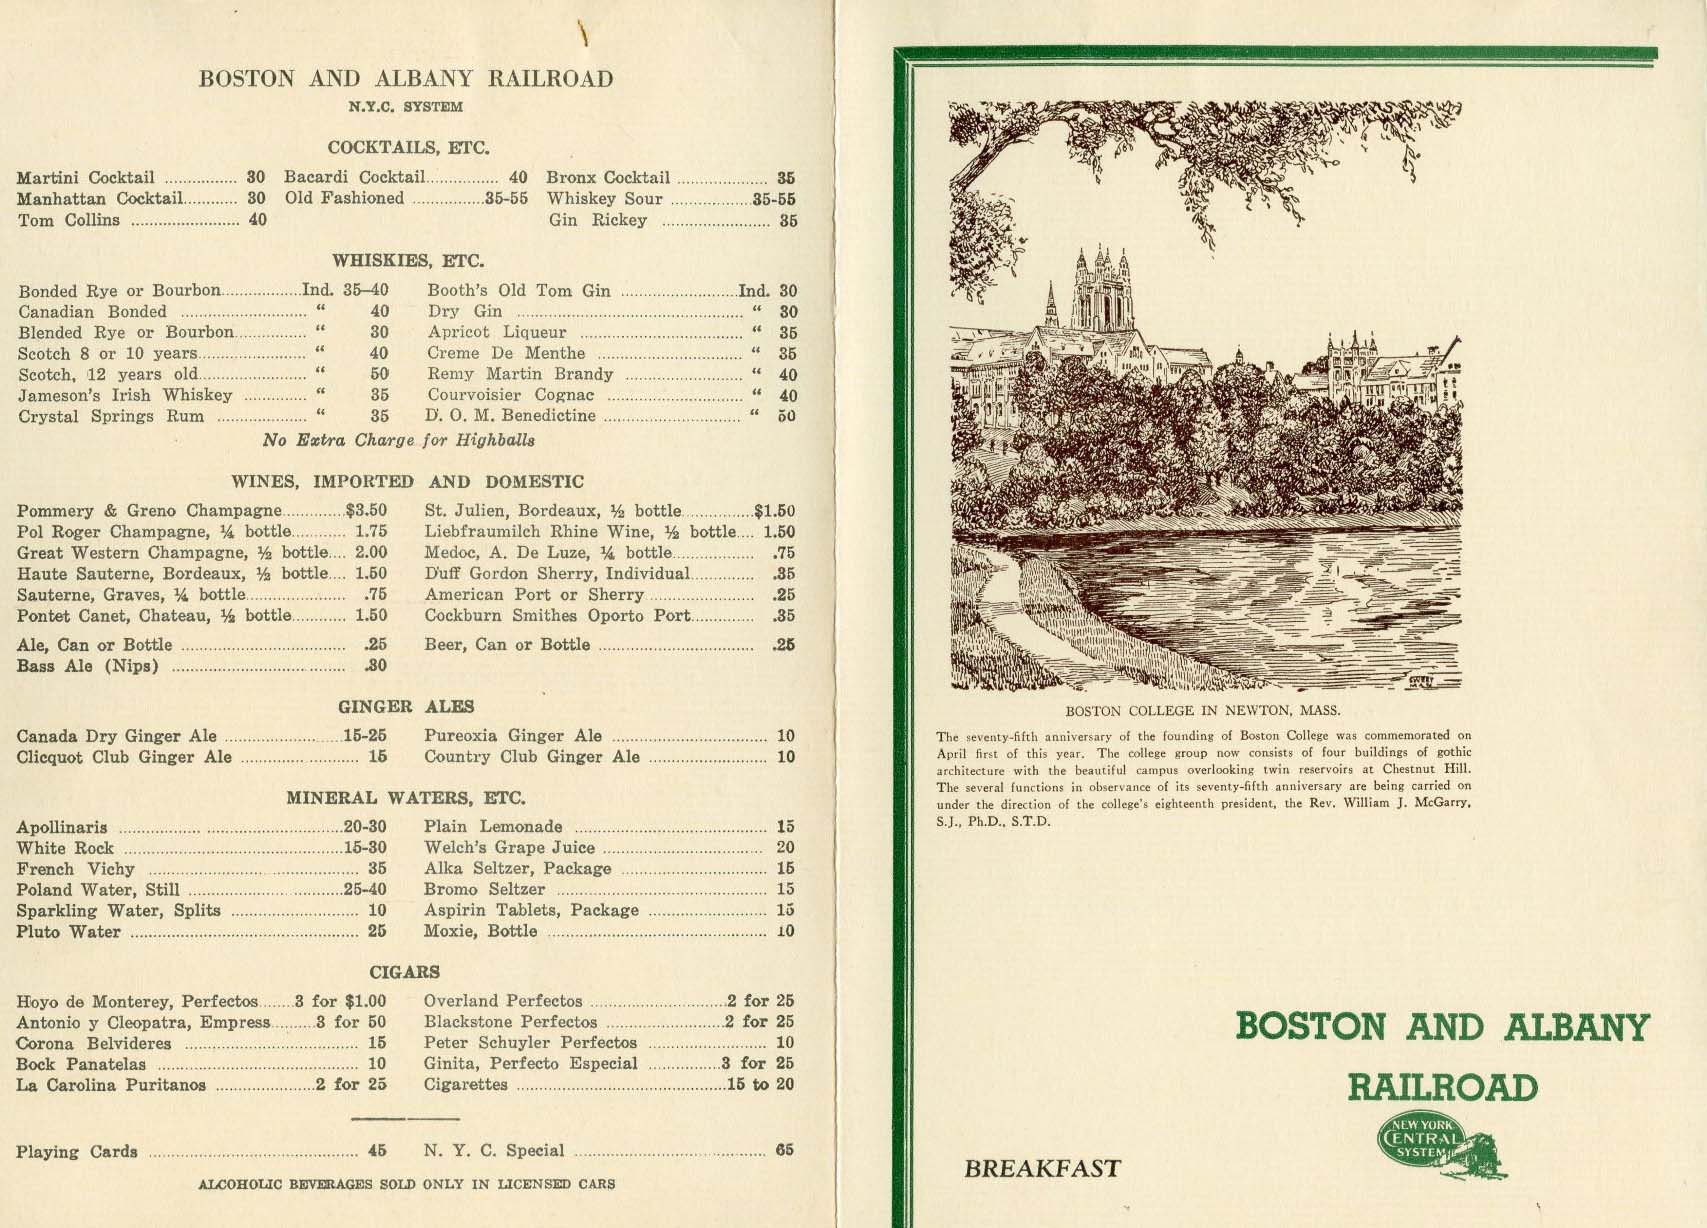 BOSTON AND ALBANY RAILROAD
N.Y.C. SYSTEM
COCKTAILS, ETC.
Martini Cocktail ............... 30 Bacardi Cocktail ............... 40 Bronx Cocktail ............... 35
Manhattan Cocktail ............ 30 Old Fashioned ............... 35-55 Whiskey Sour ............... 35-55
Tom Collins ............... 40 Gin Rickey ............... 35
WHISKIES, ETC.
Bonded Rye or Bourbon ............... Ind. 35–40 Booth's Old Tom Gin ............... Ind. 30
Canadian Bonded ............... “ 40 Dry Gin ............... “ 30
Blended Rye or Bourbon ............... “ 30 Apricot Liqueur ............... “ 35
Scotch 8 or 10 years ............... “ 40 Creme De Menthe ............... “ 35
Scotch, 12 years old ............... “ 50 Remy Martin Brandy ............... “ 40
Jameson's Irish Whiskey ............... “ 35 Courvoisier Cognac ............... “ 40
Crystal Springs Rum ............... “ 35 D. O. M. Benedictine ............... “ 50
No Extra Charge for Highballs
WINES, IMPORTED AND DOMESTIC
Pommery & Greno Champagne ............ $3.50 St. Julien, Bordeaux, ½ bottle ............ $1.50
Pol Roger Champagne, ¼ bottle ............ 1.75 Liebfraumilch Rhine Wine, ½ bottle .... 1.50
Great Western Champagne, ½ bottle .... 2.00 Medoc, A. De Luze, ¼ bottle ............ .75
Haute Sauterne, Bordeaux, ½ bottle .... 1.50 Duff Gordon Sherry, Individual ............ .35
Sauterne, Graves, ¼ bottle ............ .75 American Port or Sherry ............ .25
Pontet Canet, Chateau, ½ bottle ............ 1.50 Cockburn Smithes Oporto Port ............ .35
Ale, Can or Bottle ............ .25 Beer, Can or Bottle ............ .25
Bass Ale (Nips) ............ .30
GINGER ALES
Canada Dry Ginger Ale ............ 15-25 Pureoxia Ginger Ale ............ 10
Clicquot Club Ginger Ale ............ 15 Country Club Ginger Ale ............ 10
MINERAL WATERS, ETC.
Apollinaris ............ 20-30 Plain Lemonade ............ 15
White Rock ............ 15-30 Welch's Grape Juice ............ 20
French Vichy ............ 35 Alka Seltzer, Package ............ 15
Poland Water, Still ............ 25-40 Bromo Seltzer ............ 15
Sparkling Water, Splits ............ 10 Aspirin Tablets, Package ............ 15
Pluto Water ............ 25 Moxie, Bottle ............ 10
CIGARS
Hoyo de Monterey, Perfectos ....... 3 for $1.00 Overland Perfectos ............ 2 for 25
Antonio y Cleopatra, Empress ......... 3 for 50 Blackstone Perfectos ............ 2 for 25
Corona Belvideres ............ 15 Peter Schuyler Perfectos ............ 10
Bock Panatelas ............ 10 Ginita, Perfecto Especial ............ 3 for 25
La Carolina Puritanos ............ 2 for 25 Cigarettes ............ 15 to 20
Playing Cards ............ 45 N. Y. C. Special ............ 65
ALCOHOLIC BEVERAGES SOLD ONLY IN LICENSED CARS
BOSTON COLLEGE IN NEWTON, MASS.
The seventy-fifth anniversary of the founding of Boston College was commemorated on
April first of this year. The college group now consists of four buildings of gothic
architecture with the beautiful campus overlooking twin reservoirs at Chestnut Hill.
The several functions in observance of its seventy-fifth anniversary are being carried on
under the direction of the college's eighteenth president, the Rev. William J. McGarry,
S.J., Ph.D., S.T.D.
BOSTON AND ALBANY
RAILROAD
NEW YORK
CENTRAL
SYSTEM
BREAKFAST